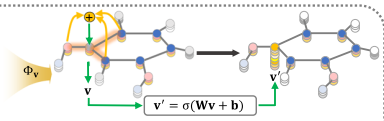 +
Φ𝐯
𝐯
𝐯′
𝐯′ = σ(𝐖𝐯 + 𝐛)